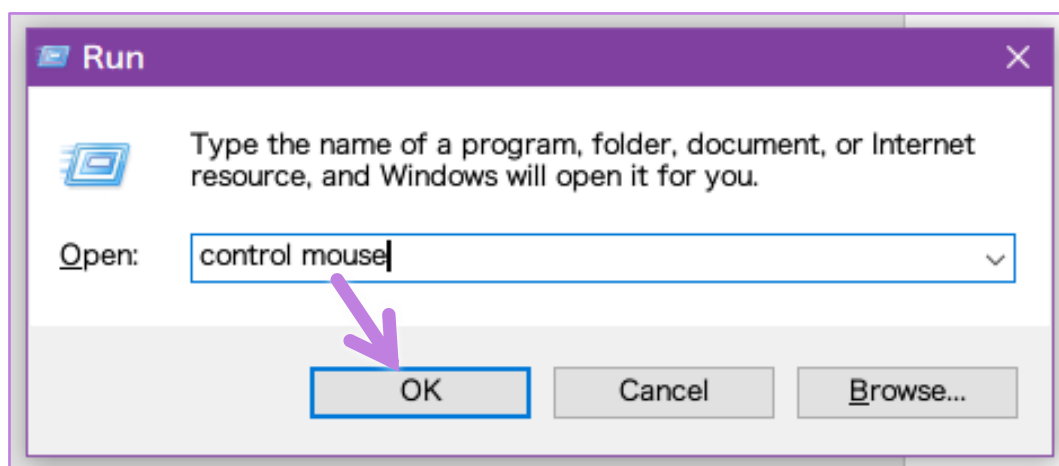 Run
Type the name of a program, folder, document, or Internet
resource, and Windows will open it for you.
Open: control mouse
OK Cancel Browse...